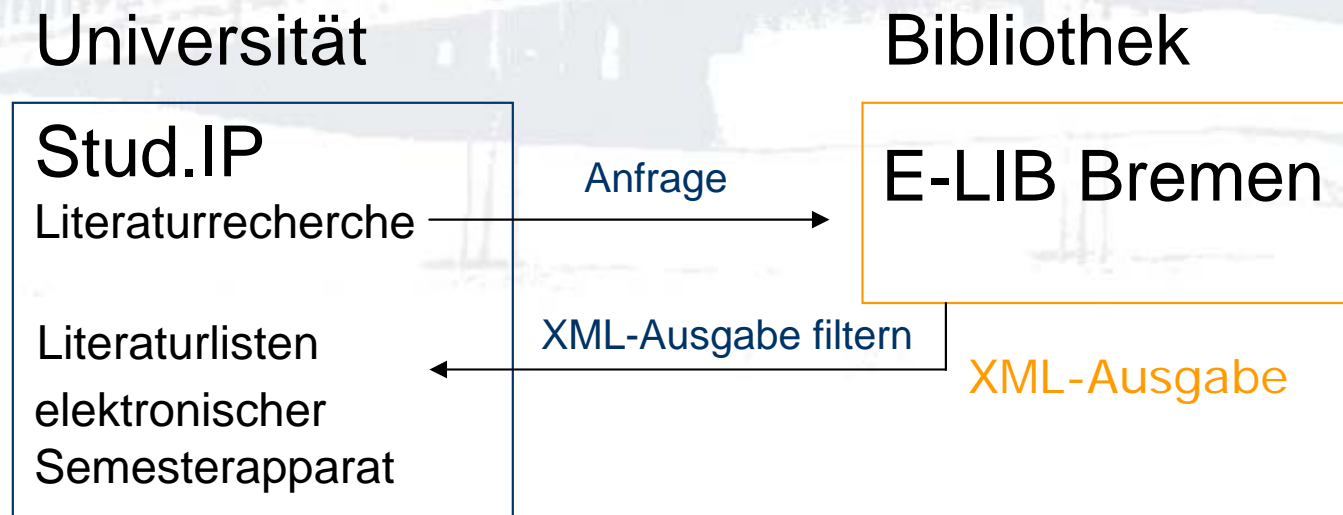 Universität
Bibliothek
Stud.IP
Literaturrecherche
Anfrage
E-LIB Bremen
Literaturlisten
elektronischer
Semesterapparat
XML-Ausgabe filtern
XML-Ausgabe